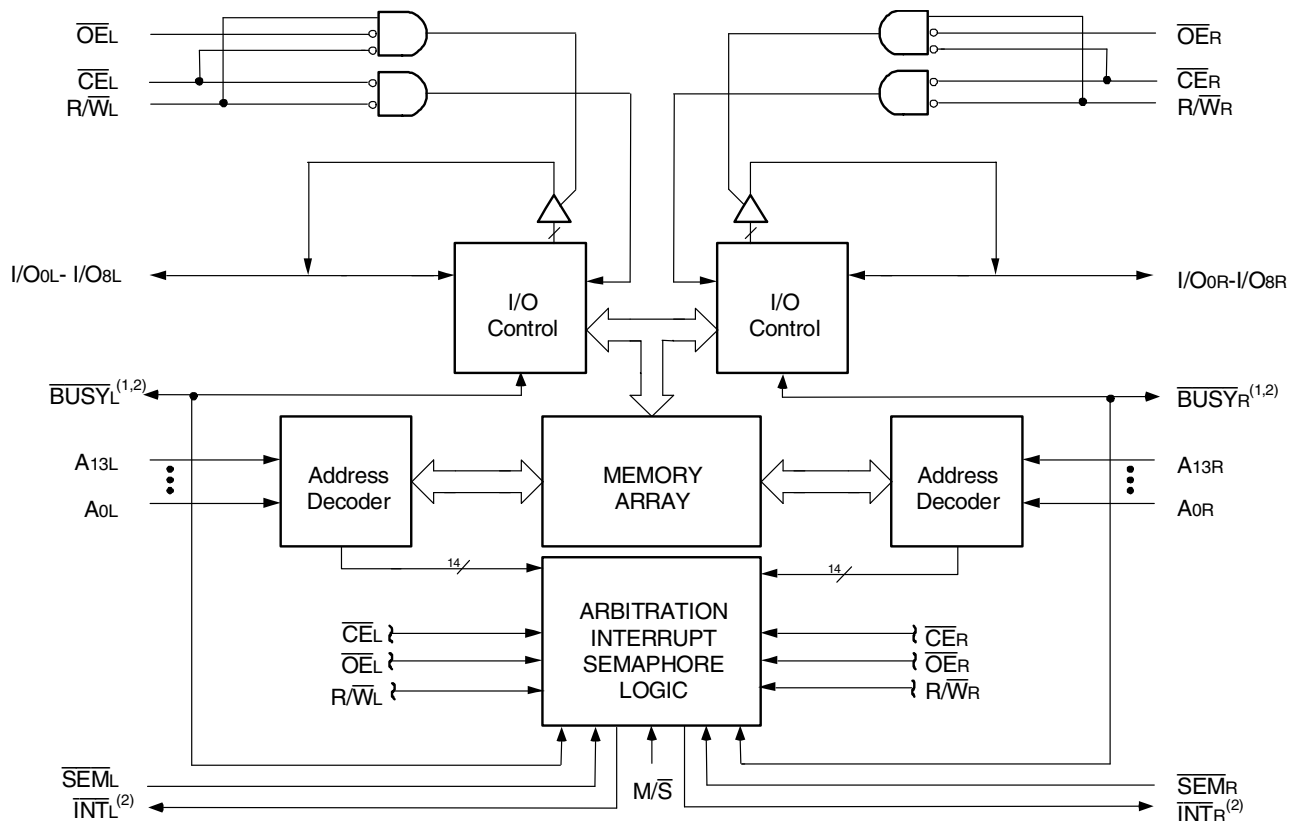 OEL
OER
CEL
CER
R/WL
R/WR
I/O0L- I/O8L
I/O
Control
I/O
Control
I/O0R-I/O8R
BUSYL(1,2)
BUSYR(1,2)
A13L
Address
Decoder
MEMORY
ARRAY
Address
Decoder
A13R
A0L
A0R
14
14
ARBITRATION
INTERRUPT
SEMAPHORE
LOGIC
CEL
OEL
R/WL
CER
OER
R/WR
SEML
M/S
SEMR
INTL(2)
INTR(2)